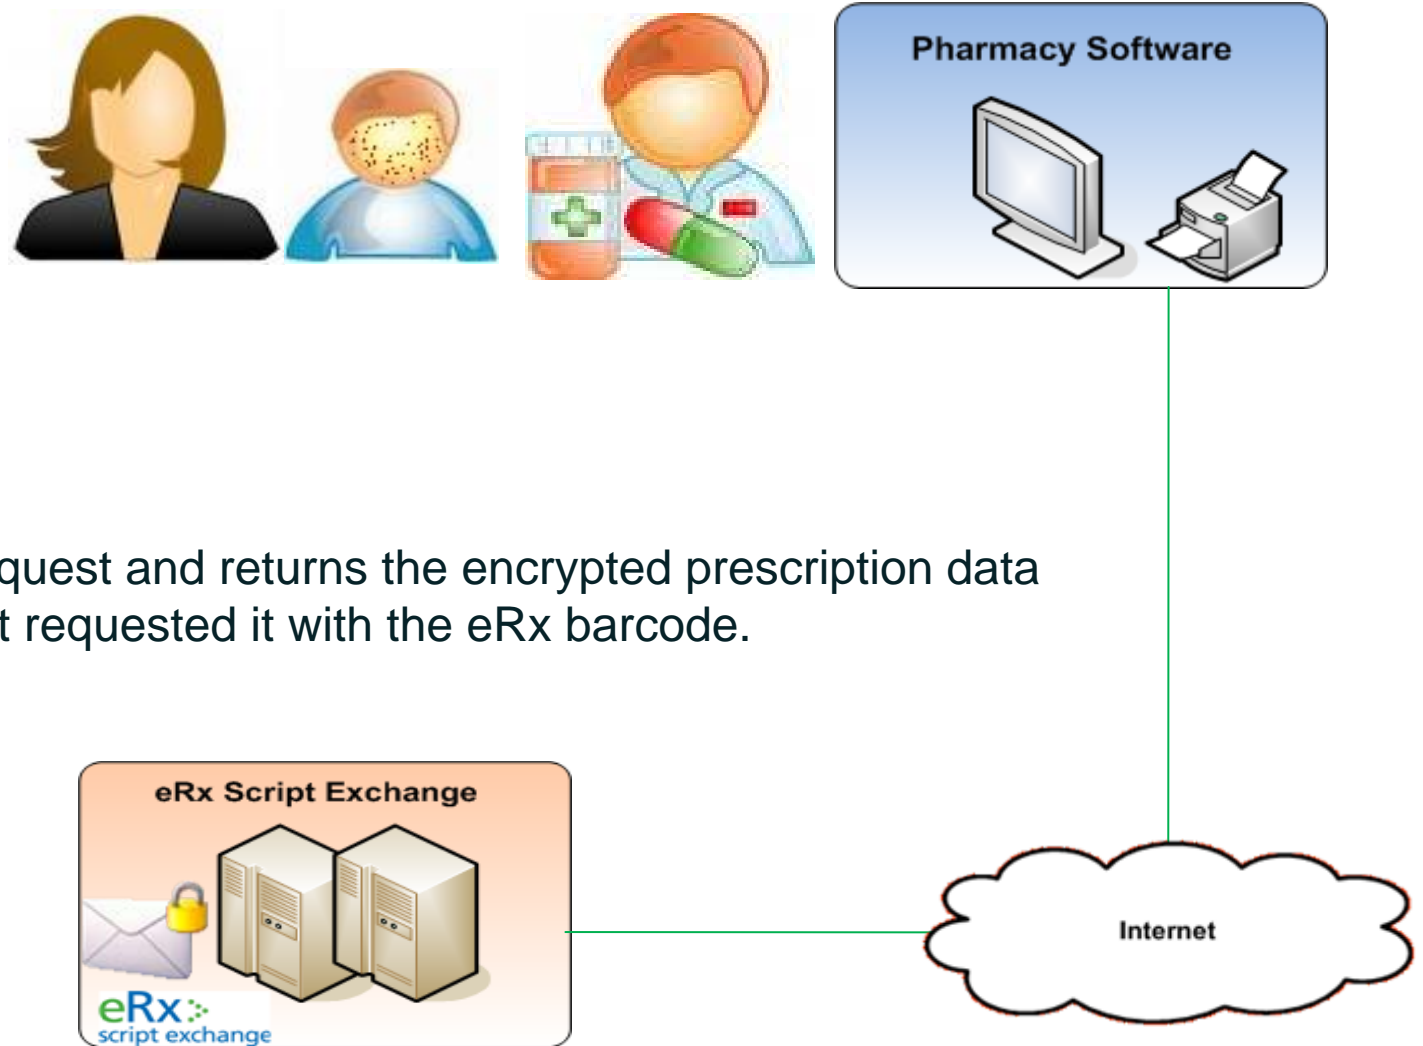 Pharmacy Software
quest and returns the encrypted prescription data
t requested it with the eRx barcode.
eRx Script Exchange
Internet
eRx
script exchange